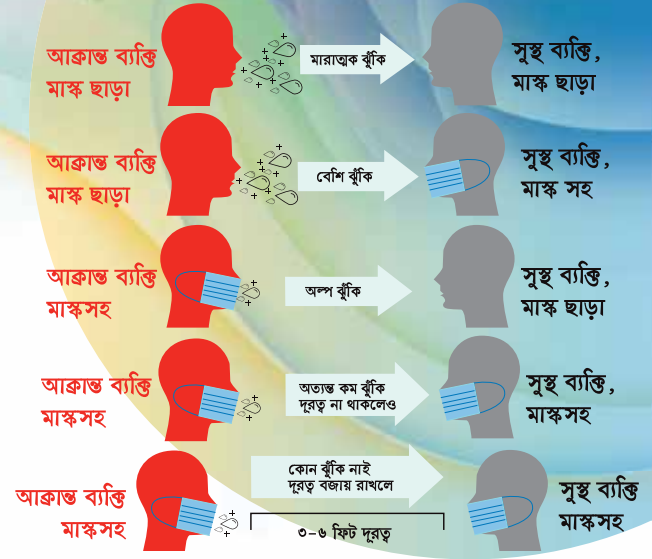 আক্রান্ত ব্যক্তি
মাস্ক ছাড়া
মারাত্মক ঝুঁকি
সুস্থ ব্যক্তি,
মাস্ক ছাড়া
আক্রান্ত ব্যক্তি
মাস্ক ছাড়া
বেশি ঝুঁকি
সুস্থ ব্যক্তি,
মাস্ক সহ
আক্রান্ত ব্যক্তি
মাস্কসহ
অল্প ঝুঁকি
সুস্থ ব্যক্তি,
মাস্ক ছাড়া
আক্রান্ত ব্যক্তি
মাস্কসহ
অত্যন্ত কম ঝুঁকি
দূরত্ব না থাকলেও
সুস্থ ব্যক্তি,
মাস্কসহ
আক্রান্ত ব্যক্তি
মাস্কসহ
কোন ঝুঁকি নাই
দূরত্ব বজায় রাখলে
৩-৬ ফিট দূরত্ব
সুস্থ ব্যক্তি
মাস্কসহ